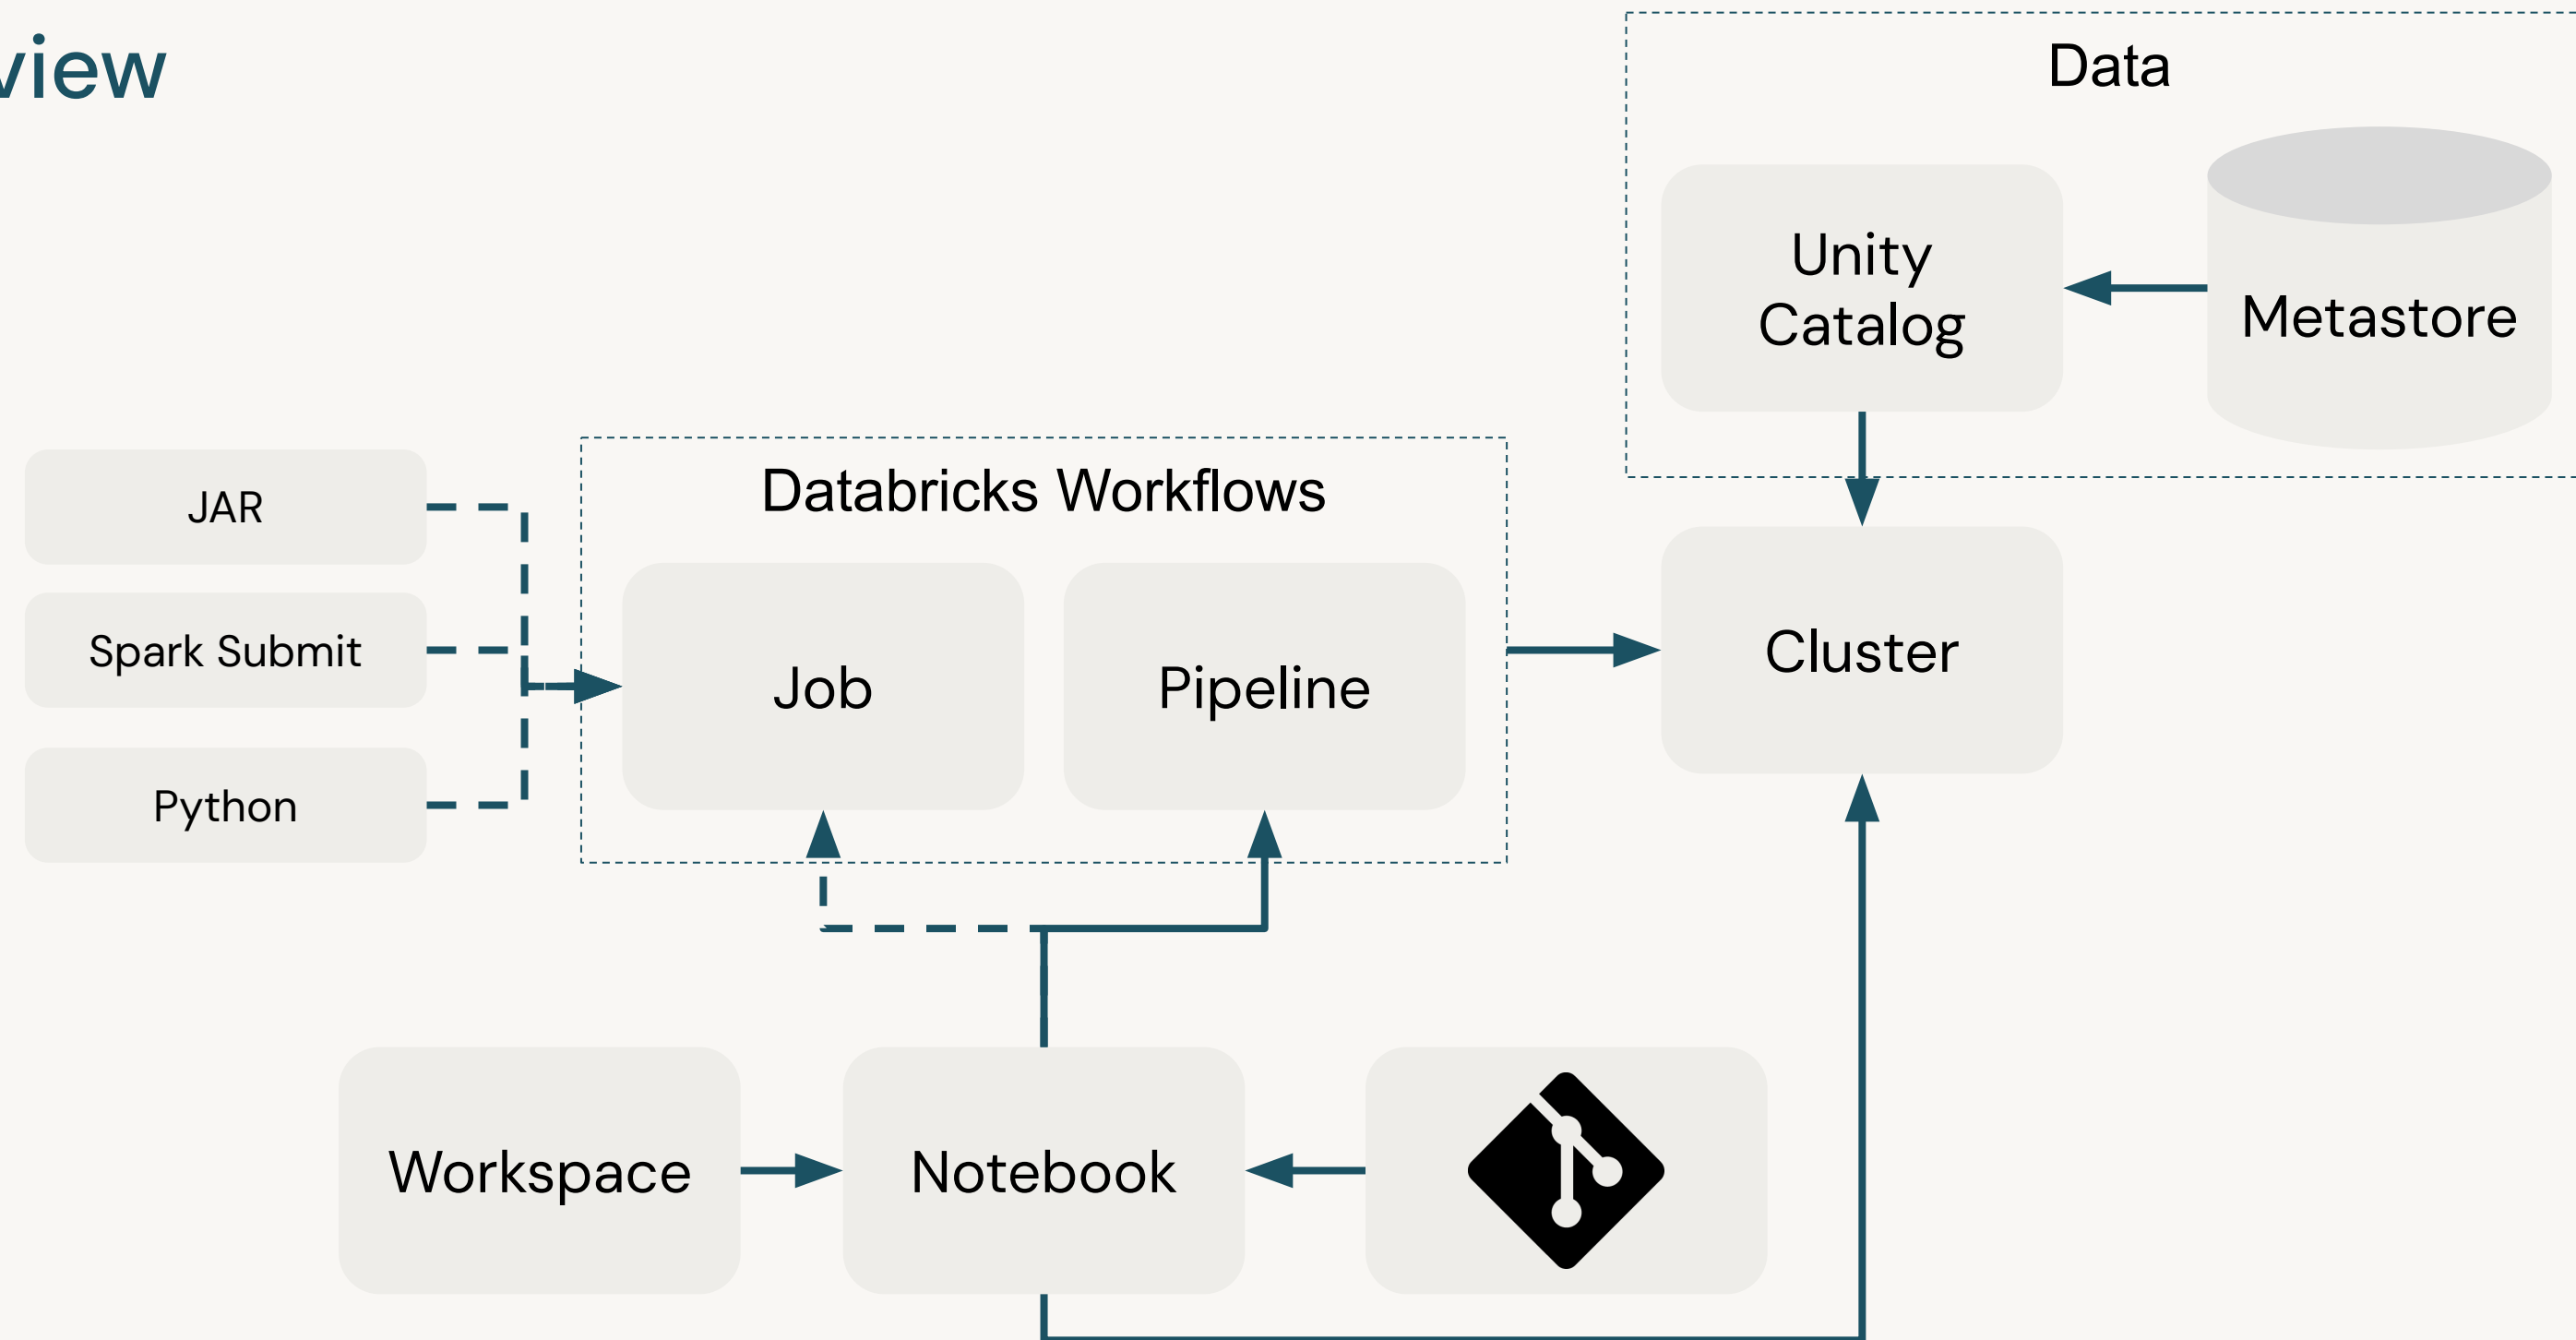 view
Data
Unity
Catalog
Metastore
JAR
Spark Submit
Python
Databricks Workflows
Job
Pipeline
Cluster
Workspace
Notebook